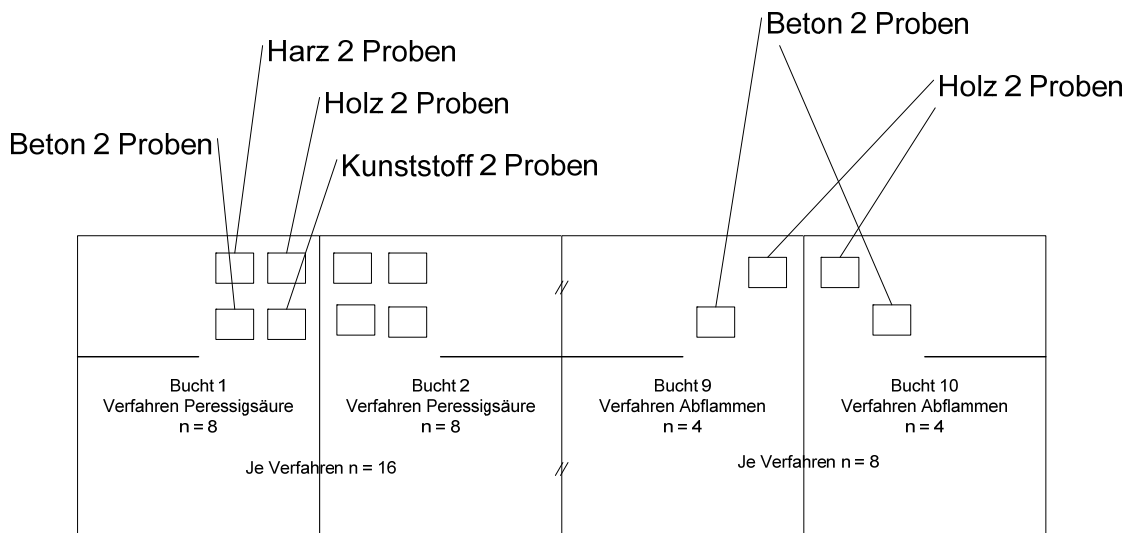 Beton 2 Proben
Harz 2 Proben
Holz 2 Proben
Holz 2 Proben
Beton 2 Proben
Kunststoff 2 Proben
Bucht 1
Verfahren Peressigsäure
n = 8
Bucht 2
Verfahren Peressigsäure
n = 8
Bucht 9
Verfahren Abflammen
n = 4
Bucht 10
Verfahren Abflammen
n = 4
Je Verfahren n = 16
Je Verfahren n = 8